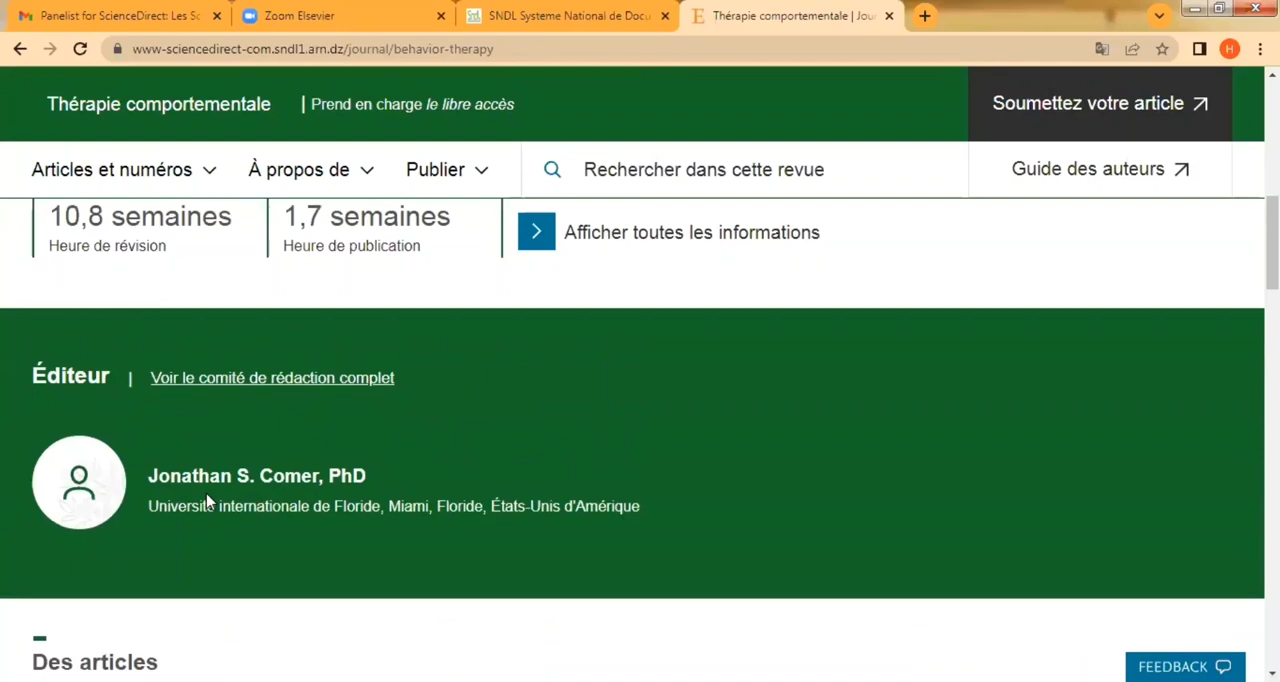 Panelist for ScienceDirect: Les Sc
Zoom Elsevier
SNDL Systeme National de Docu
E Thérapie comportementale | Jour
www-sciencedirect-com.sndl1.arn.dz/journal/behavior-therapy
H
Thérapie comportementale | Prend en charge le libre accès
Soumettez votre article
Articles et numéros À propos de Publier Rechercher dans cette revue Guide des auteurs
10,8 semaines 1,7 semaines
Afficher toutes les informations
Heure de révision Heure de publication
Éditeur | Voir le comité de rédaction complet
Jonathan S. Comer, PhD
Université internationale de Floride, Miami, Floride, États-Unis d'Amérique
Des articles
FEEDBACK